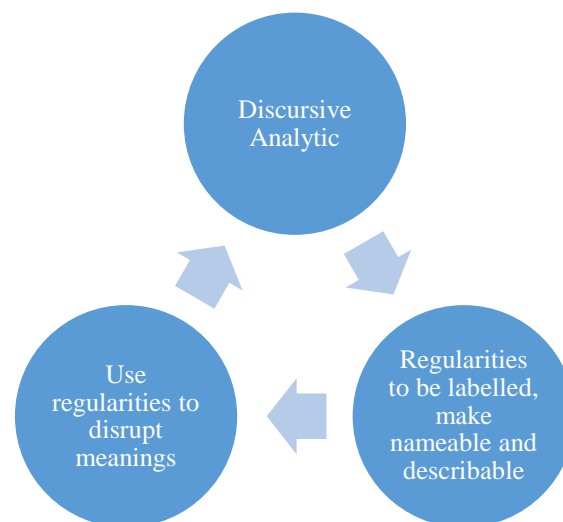 Discursive
Analytic
Regularities
to be labelled,
make
nameable and
describable
Use
regularities to
disrupt
meanings